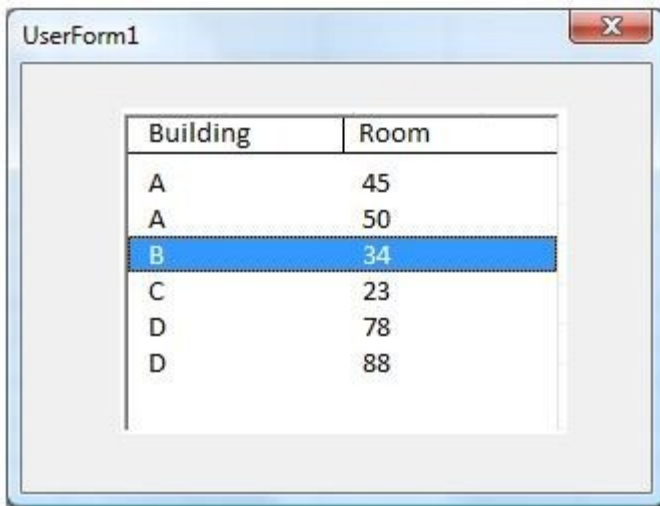 UserForm1
Building Room
A 45
A 50
B 34
C 23
D 78
D 88